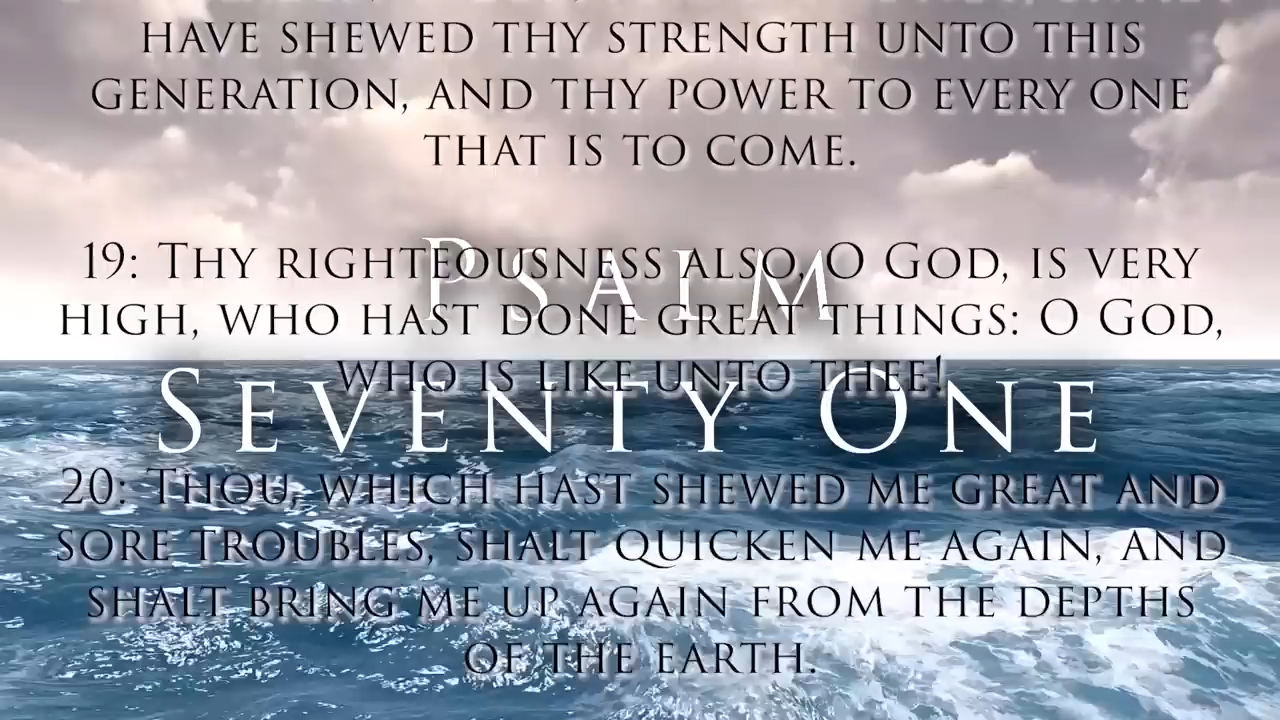 HAVE SHEWED THY STRENGTH UNTO THIS
GENERATION, AND THY POWER TO EVERY ONE
THAT IS TO COME.
PSALM
19: THY RIGHTEOUSNESS ALSO, O GOD, IS VERY
HIGH, WHO HAST DONE GREAT THINGS: O GOD,
WHO IS LIKE UNTO THEE!
SEVENTY ONE
20: THOU, WHICH HAST SHEWED ME GREAT AND
SORE TROUBLES, SHALT QUICKEN ME AGAIN, AND
SHALT BRING ME UP AGAIN FROM THE DEPTHS
OF THE EARTH.